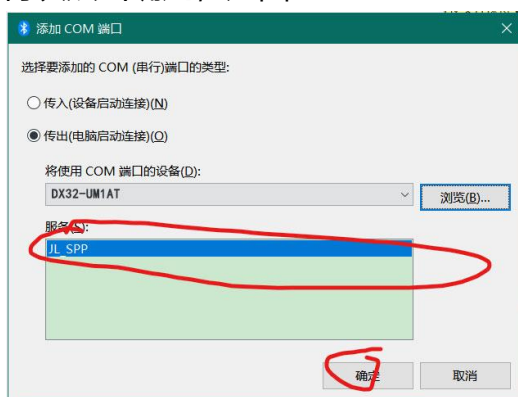 添加 COM 端口
选择要添加的 COM (串行)端口的类型:
传入(设备启动连接)(N)
传出(电脑启动连接)(O)
将使用 COM 端口的设备(D):
DX32-UM1AT
浏览(B)...
服务(S):
JL_SPP
确定
取消